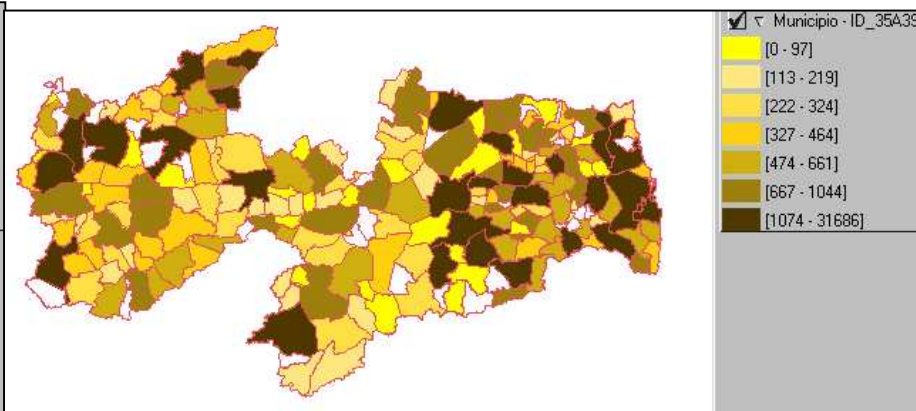 Municipio - ID_35A39
[0 - 97]
[113 - 219]
[222 - 324]
[327 - 464]
[474 - 661]
[667 - 1044]
[1074 - 31686]